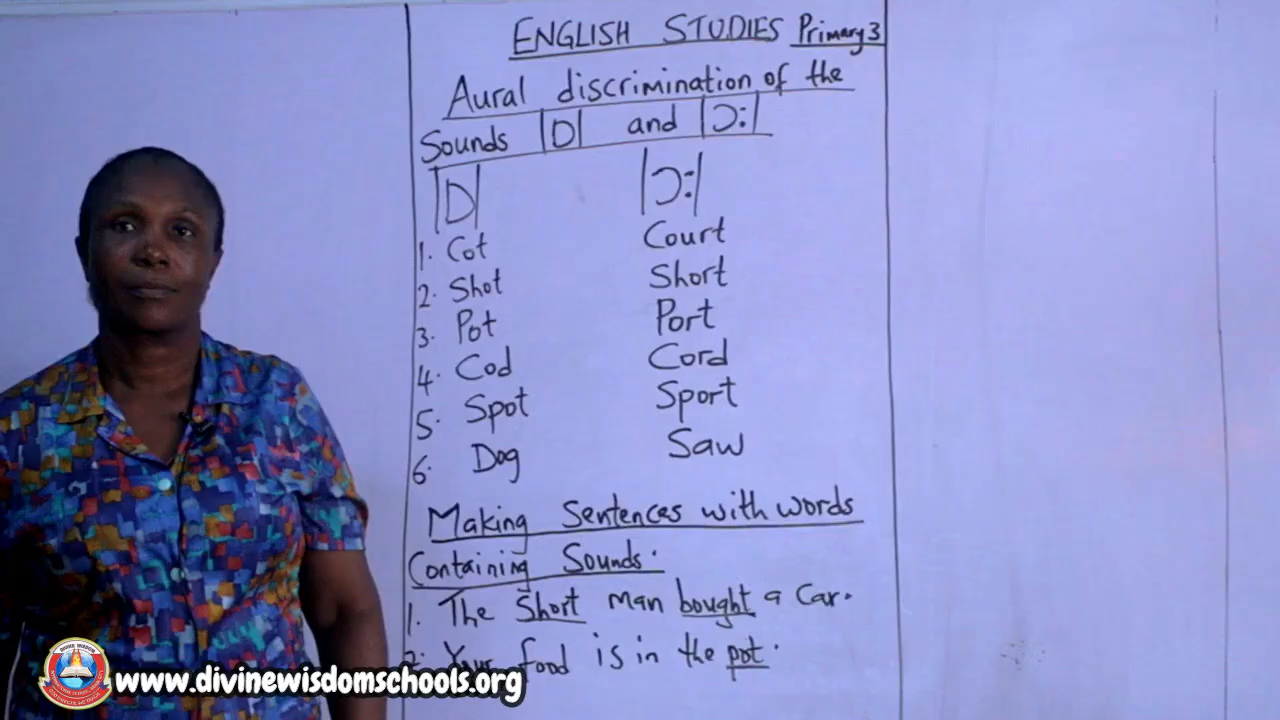 ENGLISH STUDIES Primary 3
Aural discrimination of the
Sounds |ɒ| and |ɔ:|
|ɒ| |ɔ:|
1. Cot Court
2. Shot Short
3. Pot Port
4. Cod Cord
5. Spot Sport
6. Dog Saw
Making Sentences with words
Containing Sounds.
1. The Short man bought a Car.
2. Your food is in the pot.
www.divinewisdomschools.org